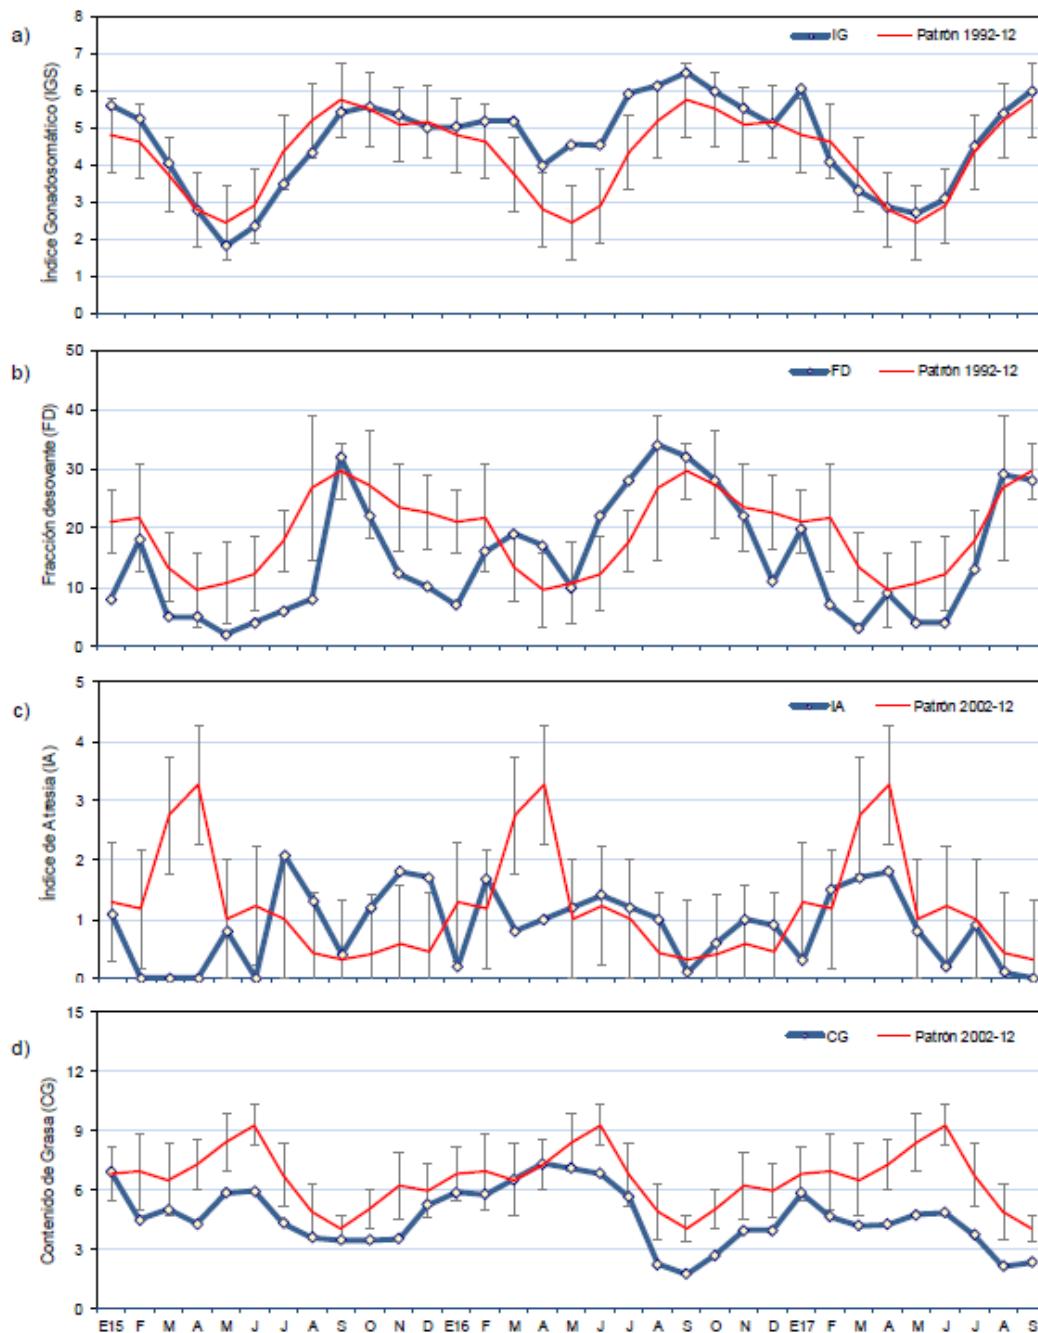 a)
Índice Gonadosomático (IGS)
8
7
6
5
4
3
2
1
0
IG
Patrón 1992-12
b)
Fracción desovante (FD)
50
40
30
20
10
0
FD
Patrón 1992-12
c)
Índice de Atresia (IA)
5
4
3
2
1
0
IA
Patrón 2002-12
d)
Contenido de Grasa (CG)
15
12
9
6
3
0
CG
Patrón 2002-12
E15 F M A M J J A S O N D E16 F M A M J J A S O N D E17 F M A M J J A S